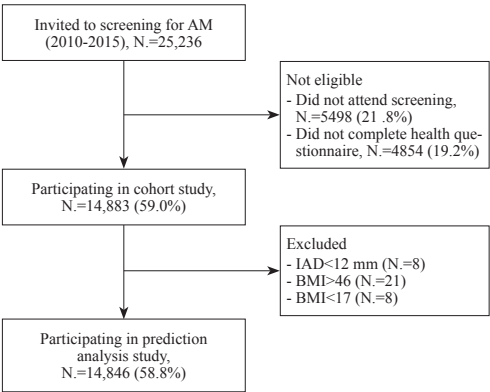 Invited to screening for AM
(2010-2015), N.=25,236
Not eligible
- Did not attend screening,
N.=5498 (21 .8%)
- Did not complete health que-
stionnaire, N.=4854 (19.2%)
Participating in cohort study,
N.=14,883 (59.0%)
Excluded
- IAD<12 mm (N.=8)
- BMI>46 (N.=21)
- BMI<17 (N.=8)
Participating in prediction
analysis study,
N.=14,846 (58.8%)